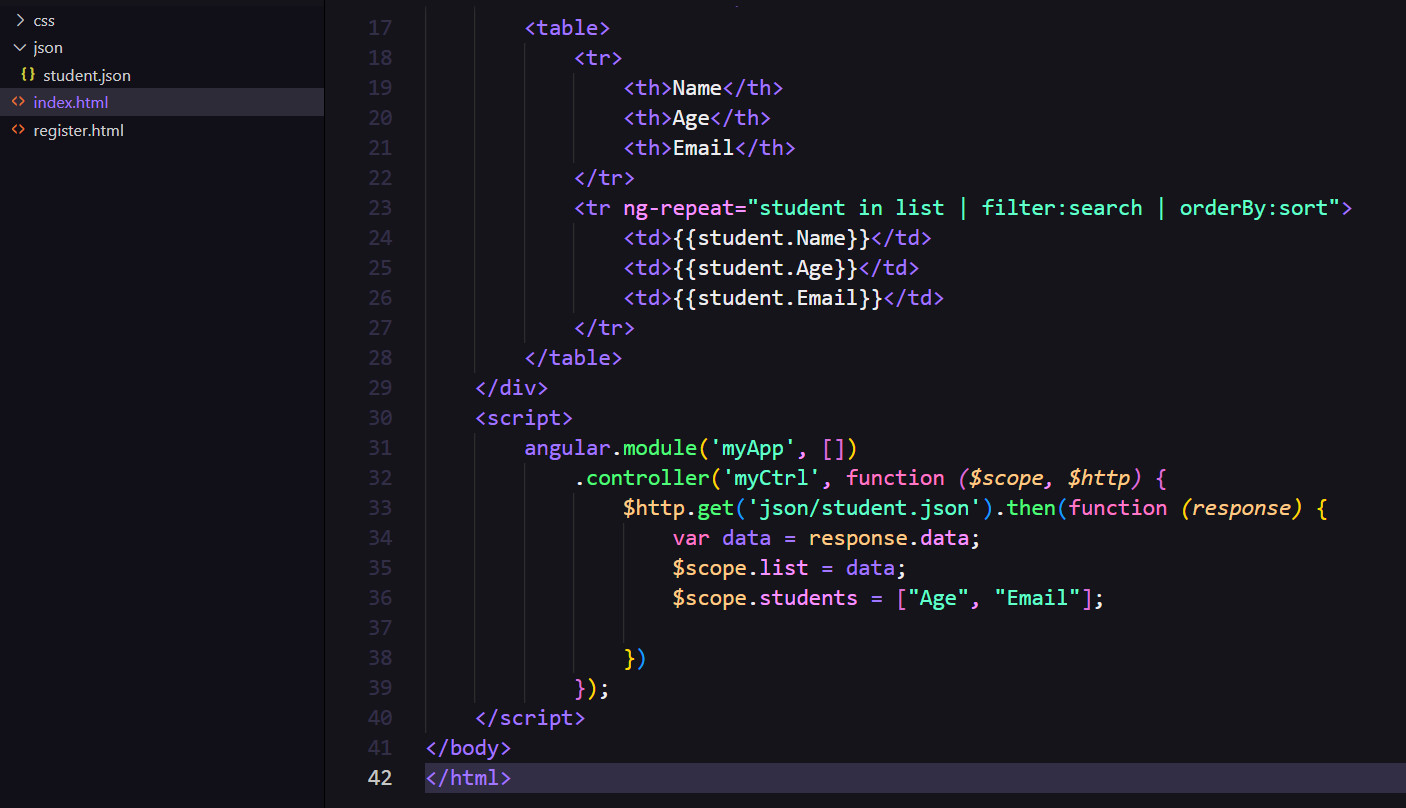 css
json
{} student.json
<> index.html
<> register.html
17 <table>
18 <tr>
19 <th>Name</th>
20 <th>Age</th>
21 <th>Email</th>
22 </tr>
23 <tr ng-repeat="student in list | filter:search | orderBy:sort">
24 <td>{{student.Name}}</td>
25 <td>{{student.Age}}</td>
26 <td>{{student.Email}}</td>
27 </tr>
28 </table>
29 </div>
30 <script>
31 angular.module('myApp', [])
32 .controller('myCtrl', function ($scope, $http) {
33 $http.get('json/student.json').then(function (response) {
34 var data = response.data;
35 $scope.list = data;
36 $scope.students = ["Age", "Email"];
37
38 })
39 });
40 </script>
41 </body>
42 </html>